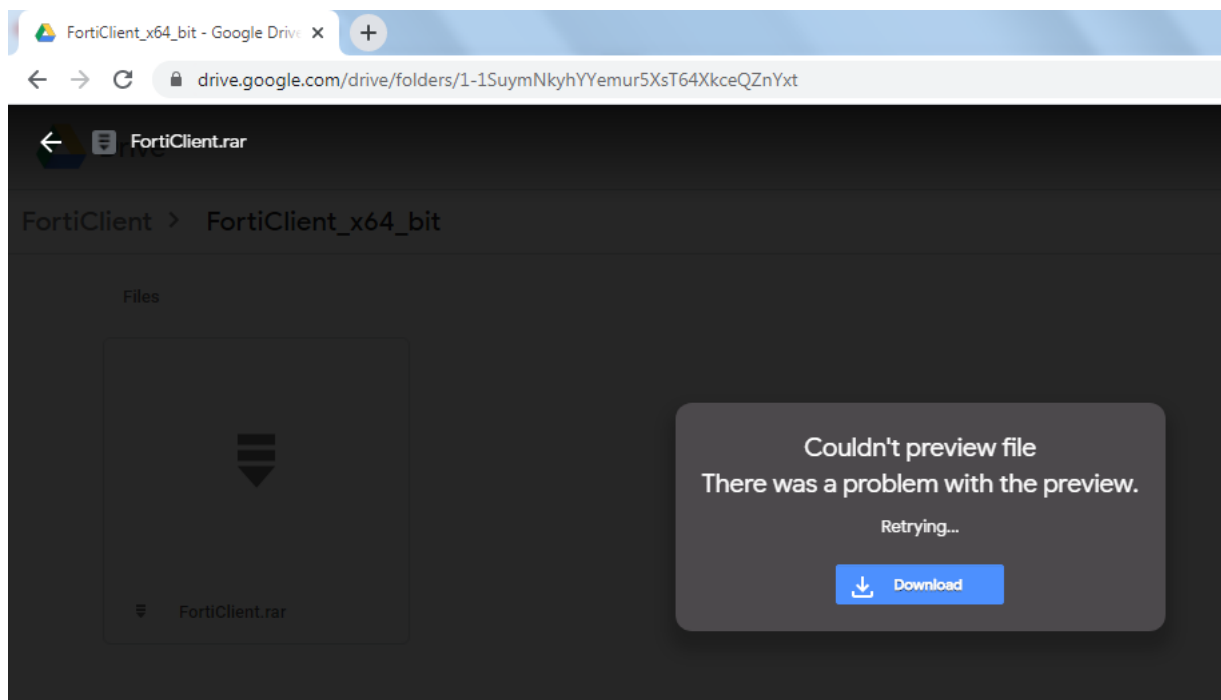 FortiClient_x64_bit - Google Drive
drive.google.com/drive/folders/1-1SuymNkyhYYemur5XsT64XkceQZnYxt
FortiClient.rar
Drive
FortiClient > FortiClient_x64_bit
Files
Couldn't preview file
There was a problem with the preview.
Retrying...
Download
FortiClient.rar